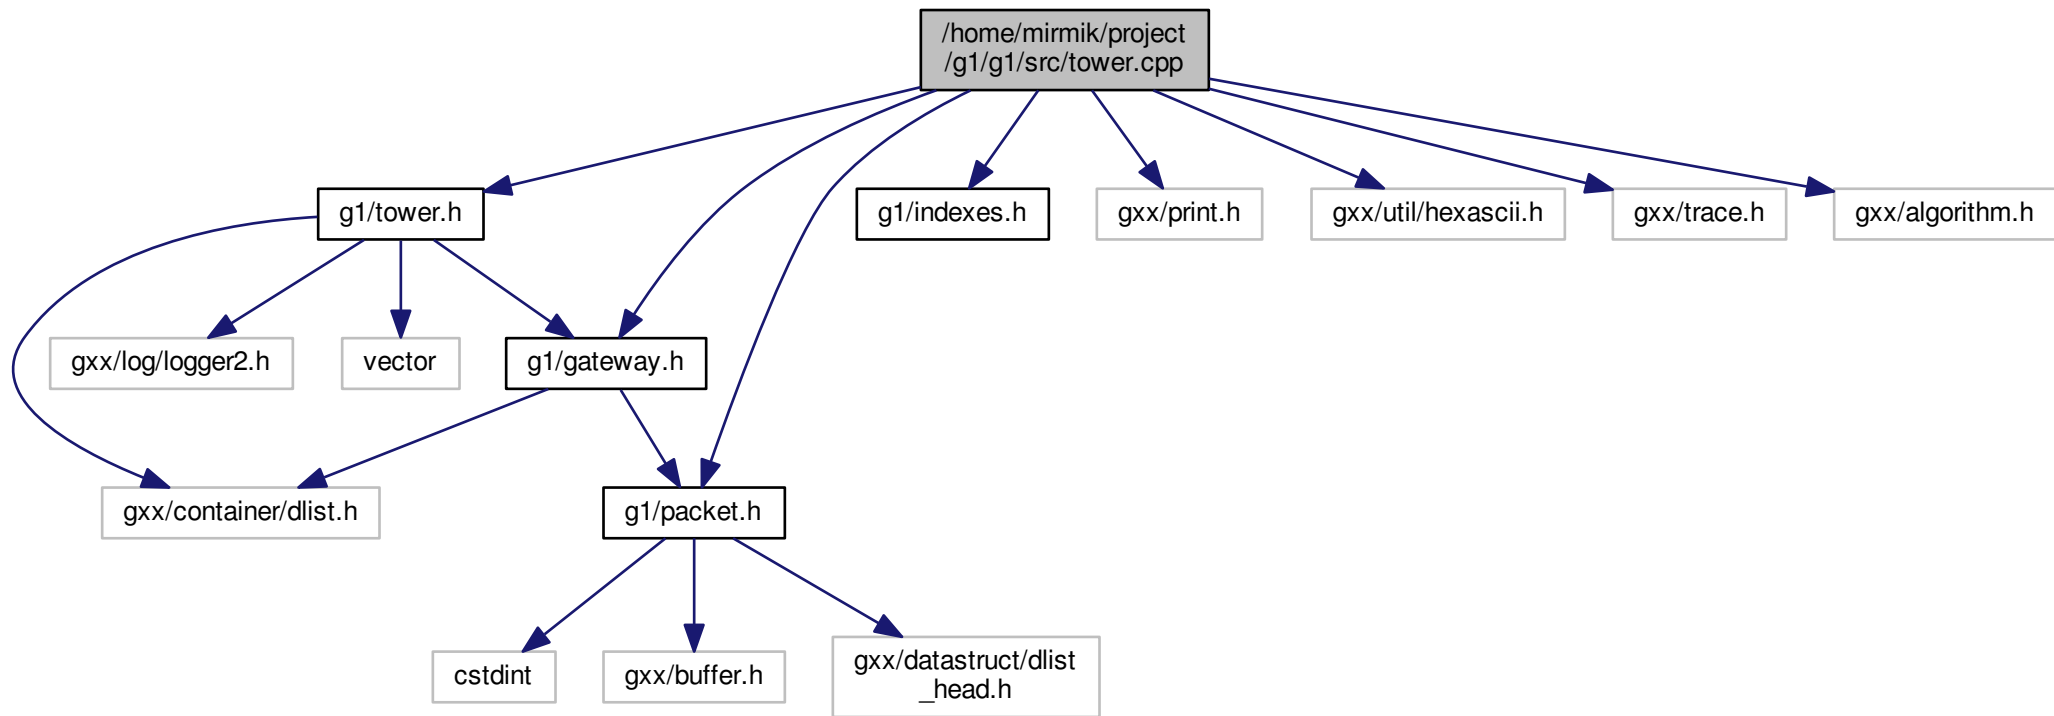 /home/mirmik/project
/g1/g1/src/tower.cpp
g1/tower.h
g1/indexes.h
gxx/print.h
gxx/util/hexascii.h
gxx/trace.h
gxx/algorithm.h
gxx/log/logger2.h
vector
g1/gateway.h
gxx/container/dlist.h
g1/packet.h
cstdint
gxx/buffer.h
gxx/datastruct/dlist
_head.h